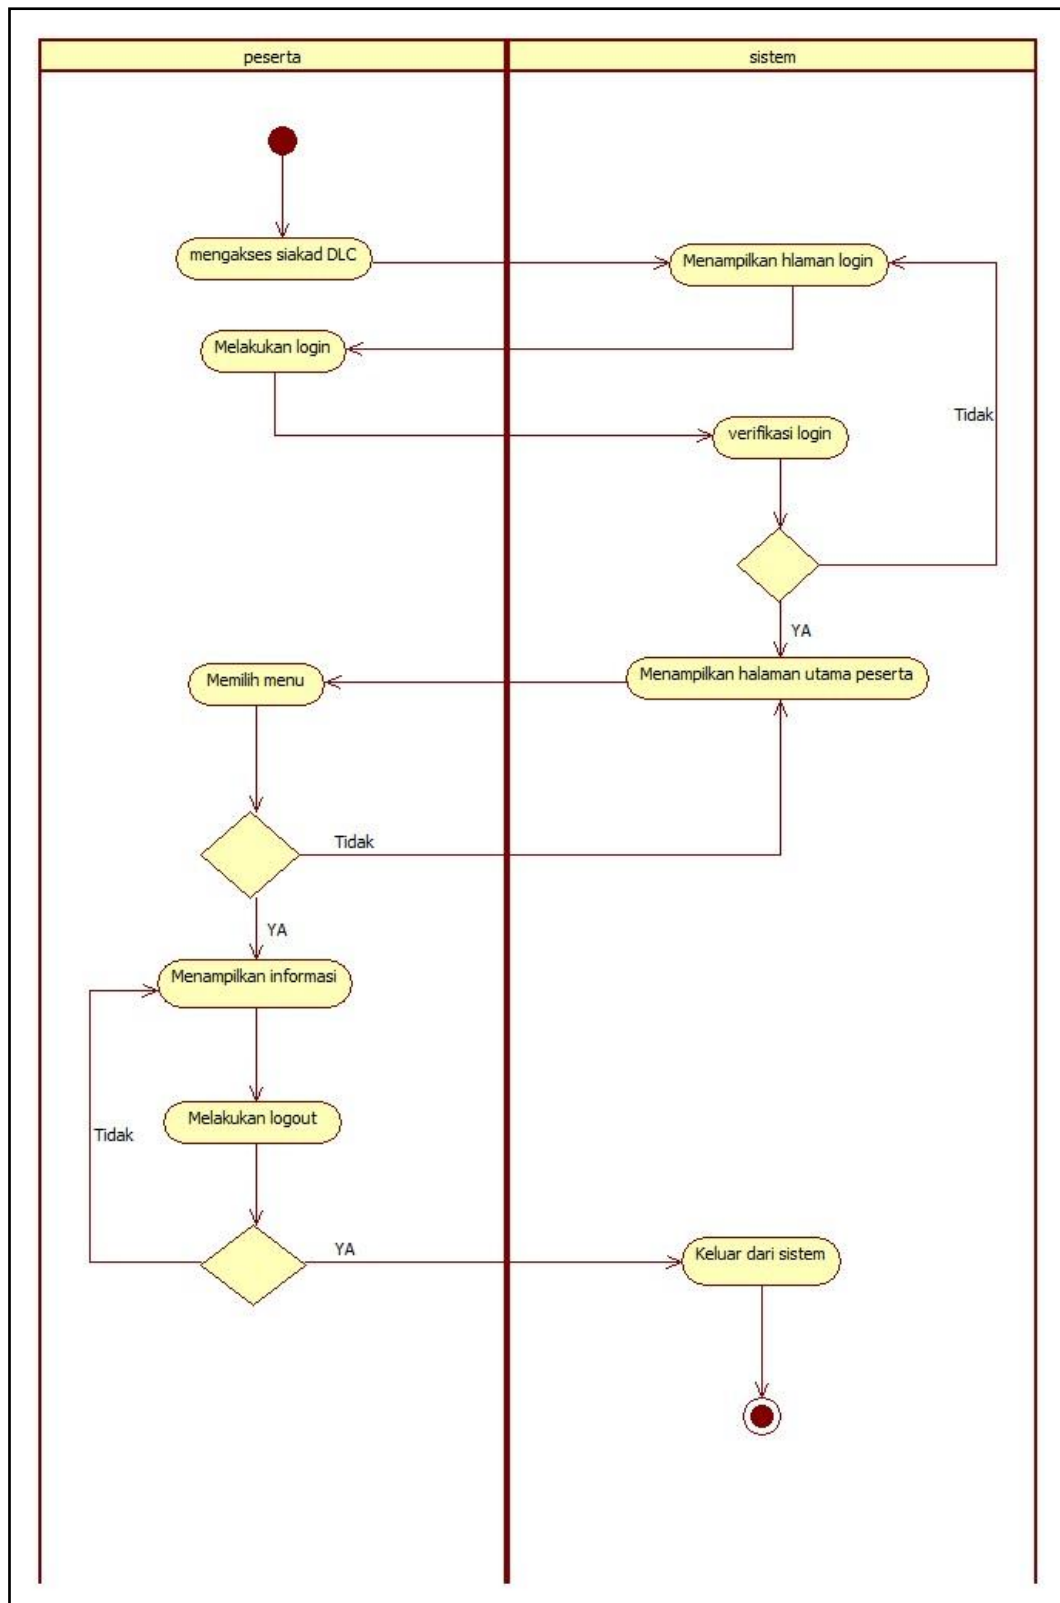 peserta
sistem
mengakses siakad DLC
Menampilkan hlaman login
Melakukan login
Tidak
verifikasi login
YA
Memilih menu
Menampilkan halaman utama peserta
Tidak
YA
Menampilkan informasi
Melakukan logout
Tidak
YA
Keluar dari sistem